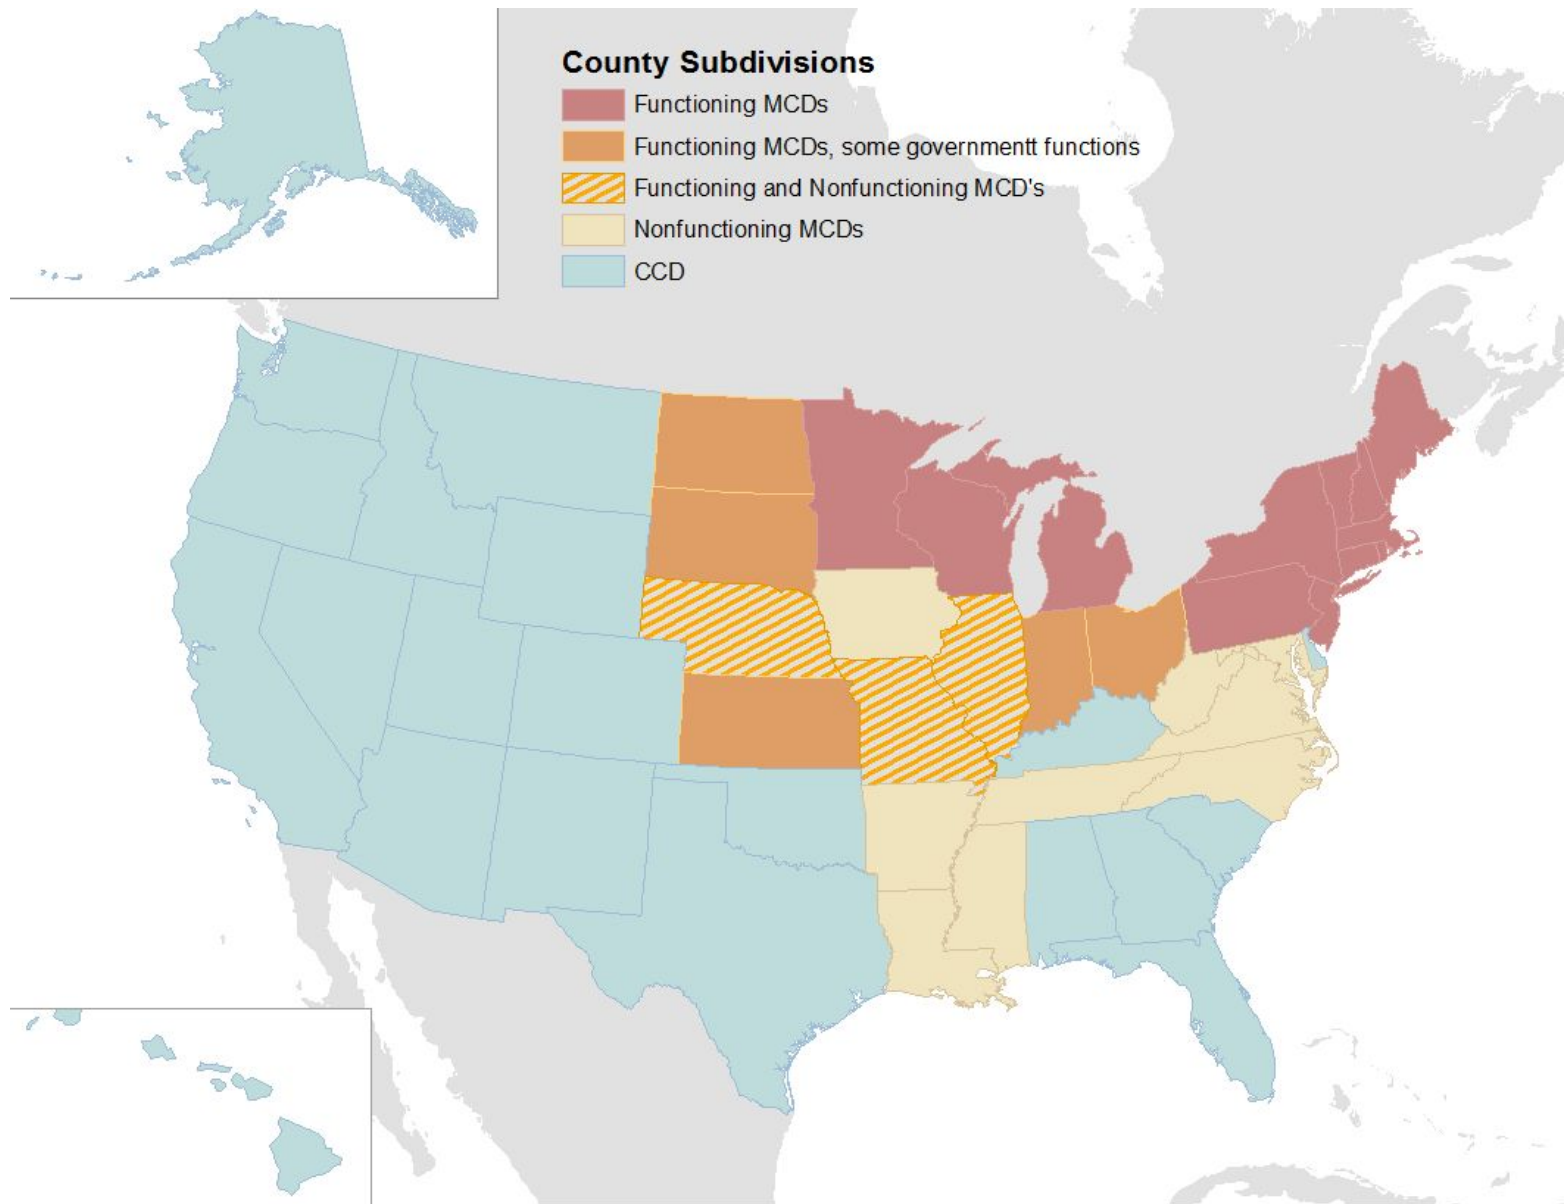 County Subdivisions
Functioning MCDs
Functioning MCDs, some governmentt functions
Functioning and Nonfunctioning MCD's
Nonfunctioning MCDs
CCD